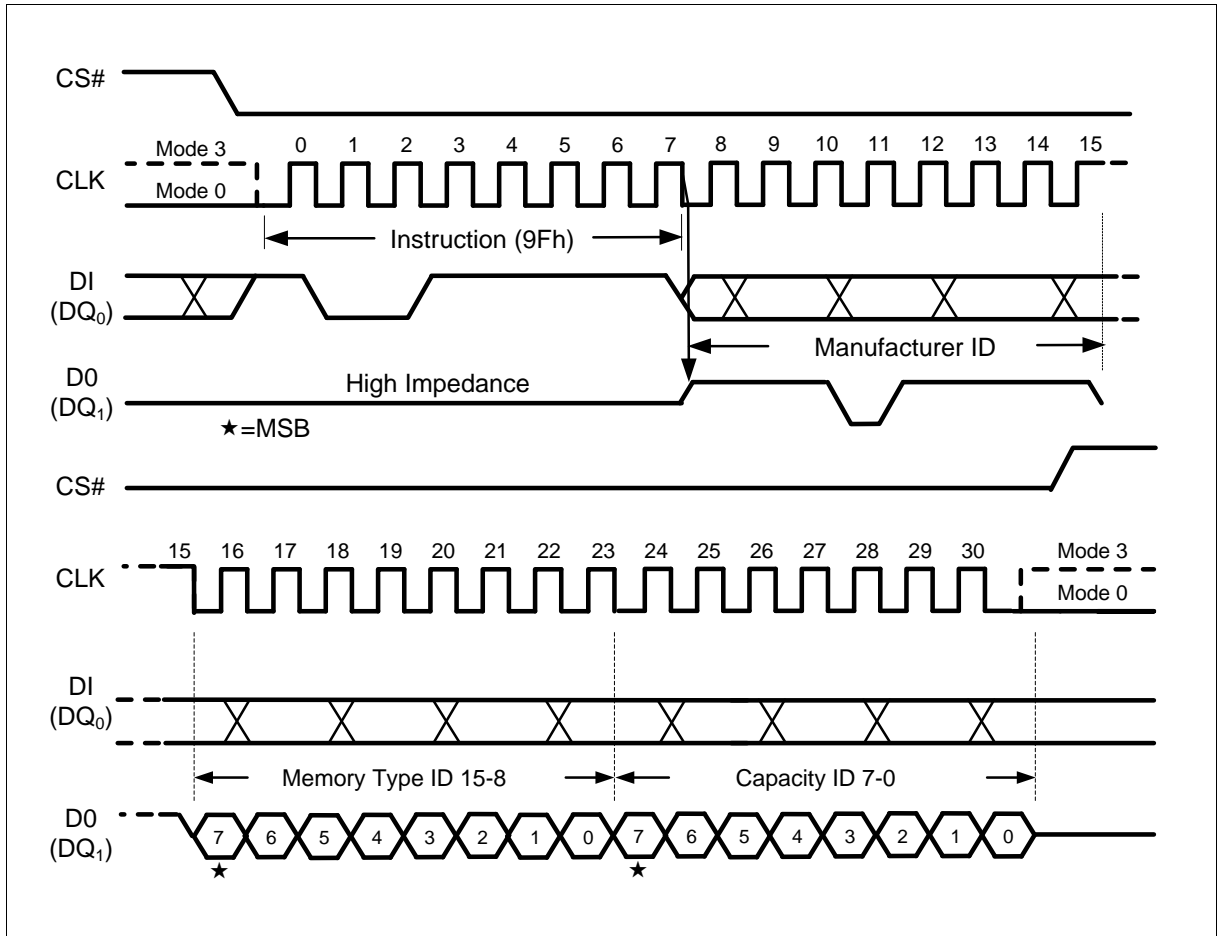 CS#
Mode 3
0 1 2 3 4 5 6 7 8 9 10 11 12 13 14 15
CLK
Mode 0
Instruction (9Fh)
DI
(DQ0)
Manufacturer ID
D0
(DQ1)
High Impedance
★=MSB
CS#
15 16 17 18 19 20 21 22 23 24 25 26 27 28 29 30
Mode 3
CLK
Mode 0
DI
(DQ0)
Memory Type ID 15-8
Capacity ID 7-0
D0
(DQ1)
7 6 5 4 3 2 1 0 7 6 5 4 3 2 1 0
★ ★